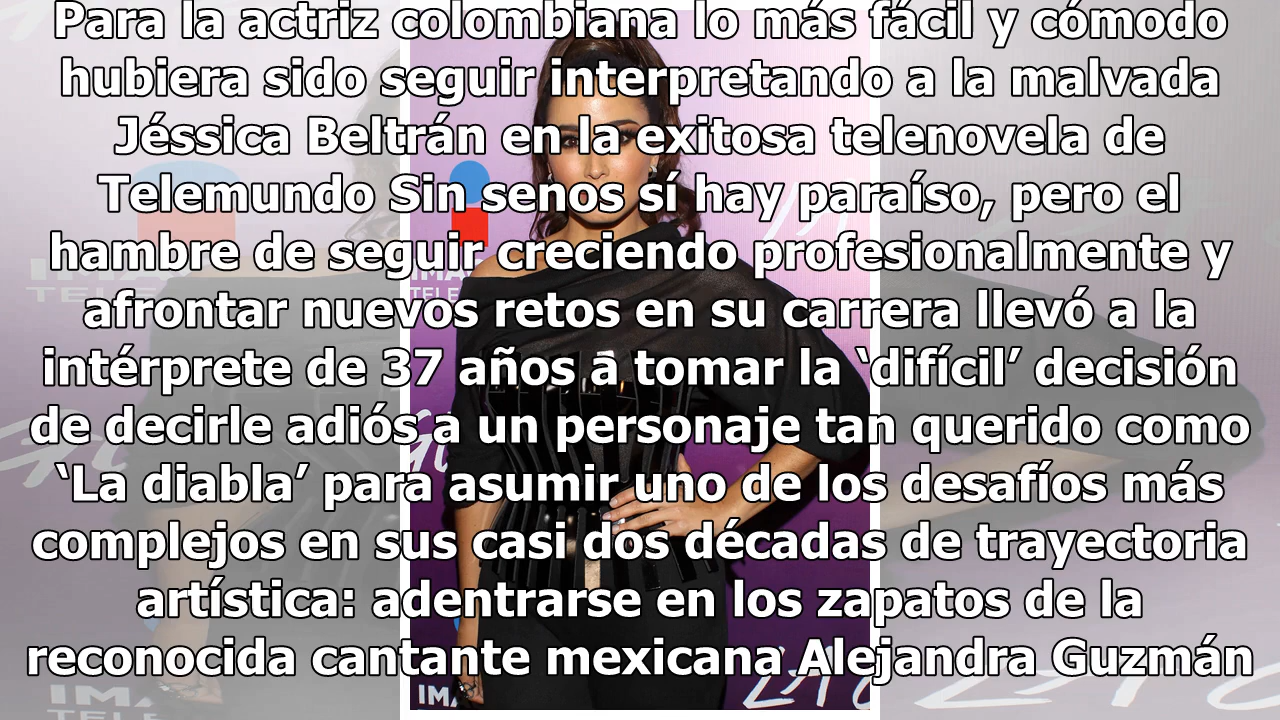 Para la actriz colombiana lo más fácil y cómodo
hubiera sido seguir interpretando a la malvada
Jéssica Beltrán en la exitosa telenovela de
Telemundo Sin senos sí hay paraíso, pero el
hambre de seguir creciendo profesionalmente y
afrontar nuevos retos en su carrera llevó a la
intérprete de 37 años a tomar la ‘difícil’ decisión
de decirle adiós a un personaje tan querido como
‘La diabla’ para asumir uno de los desafíos más
complejos en sus casi dos décadas de trayectoria
artística: adentrarse en los zapatos de la
reconocida cantante mexicana Alejandra Guzmán